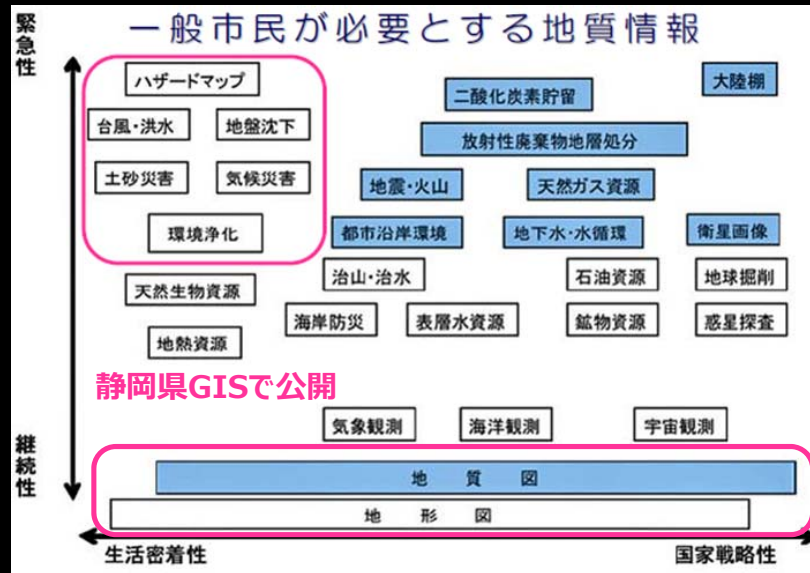 一般市民が必要とする地質情報
緊急性
ハザードマップ
二酸化炭素貯留
大陸棚
台風・洪水
地盤沈下
放射性廃棄物地層処分
土砂災害
気候災害
地震・火山
天然ガス資源
環境浄化
都市沿岸環境
地下水・水循環
衛星画像
天然生物資源
治山・治水
石油資源
地球掘削
地熱資源
海岸防災
表層水資源
鉱物資源
惑星探査
静岡県GISで公開
気象観測
海洋観測
宇宙観測
継続性
地 質 図
地 形 図
生活密着性
国家戦略性